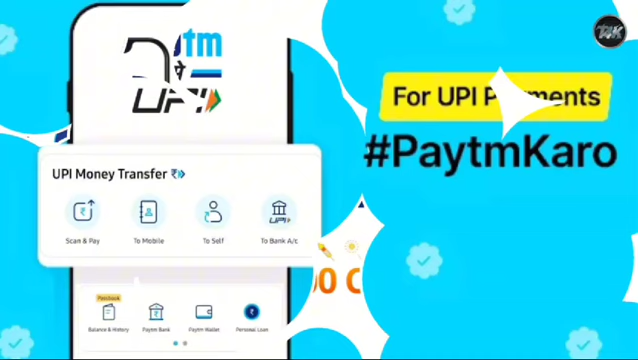 UPI
For UPI
#PaytmKaro
UPI Money Transfer
Scan & Pay
To Mobile
To Self
UPI
To Bank A/c
Passbook
Balance & History
Paytm Bank
Paytm Wallet
Personal Loan